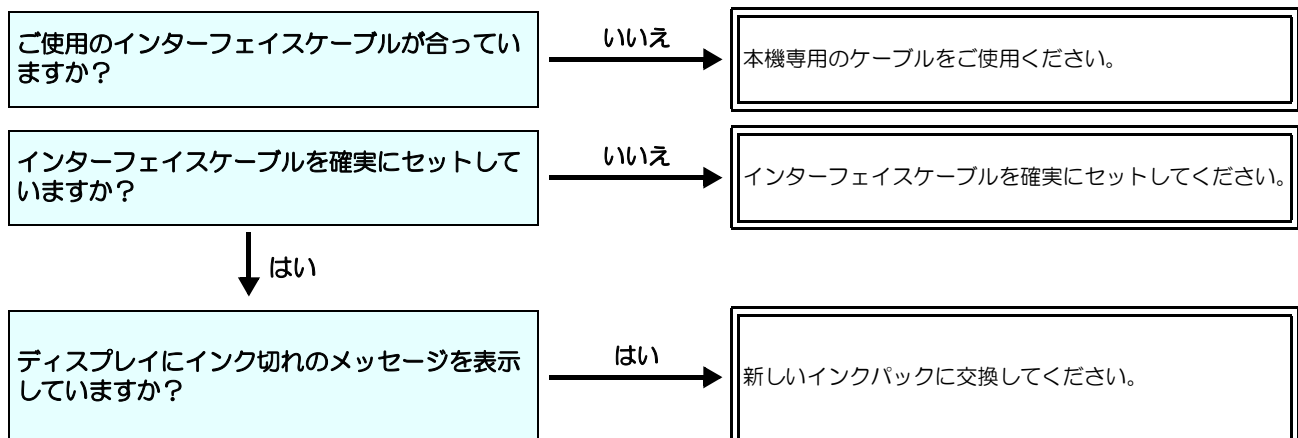 ご使用のインターフェイスケーブルが合ってい
ますか？
いいえ
本機専用のケーブルをご使用ください。
インターフェイスケーブルを確実にセットして
いますか？
いいえ
インターフェイスケーブルを確実にセットしてください。
はい
ディスプレイにインク切れのメッセージを表示
していますか？
はい
新しいインクパックに交換してください。